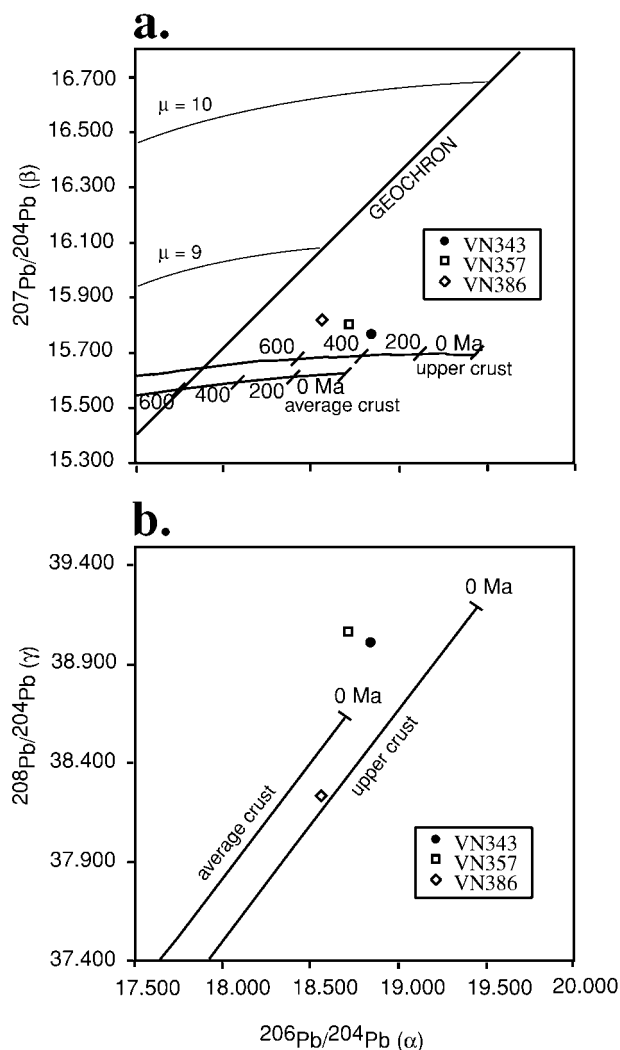 a.
207Pb/204Pb (β)
16.700
16.500
16.300
16.100
15.900
15.700
15.500
15.300
μ = 10
μ = 9
GEOCHRON
VN343
VN357
VN386
600 400 200 0 Ma
upper crust
600 400 200 0 Ma
average crust
b.
208Pb/204Pb (γ)
39.400
38.900
38.400
37.900
37.400
0 Ma
0 Ma
average crust
upper crust
VN343
VN357
VN386
17.500 18.000 18.500 19.000 19.500 20.000
206Pb/204Pb (α)